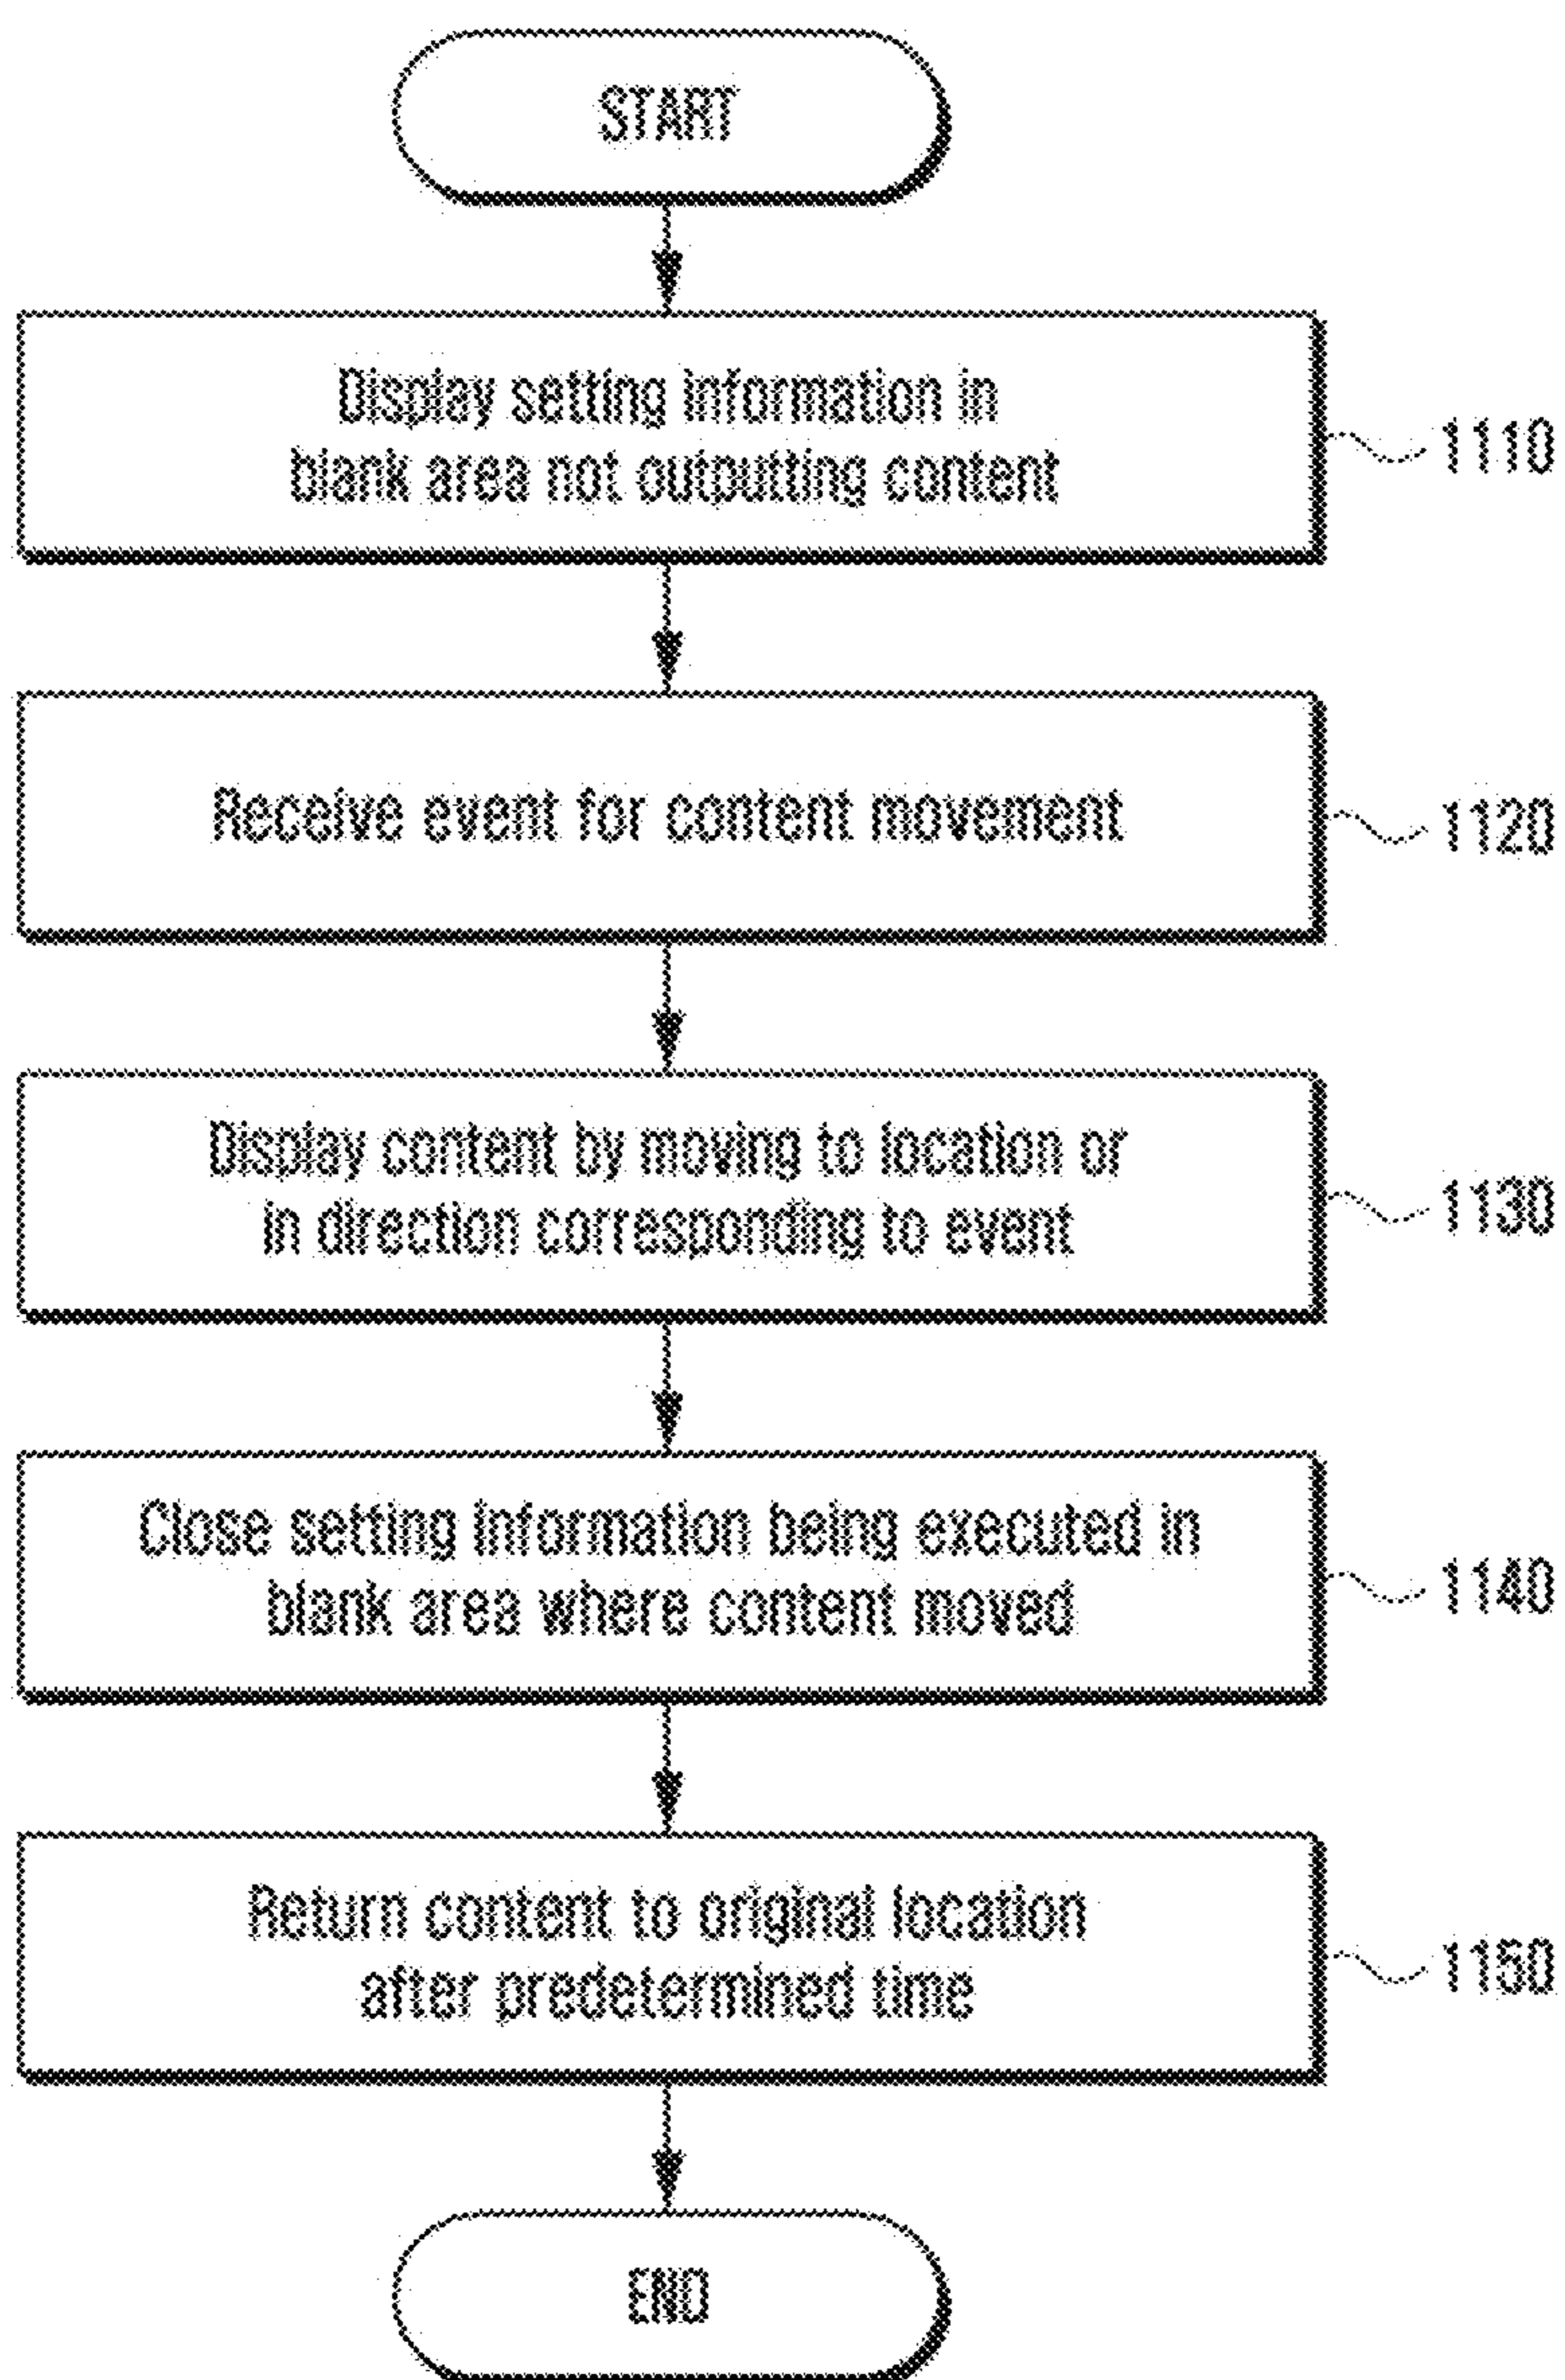 START
Display setting information in
blank area not outputting content
1110
Receive event for content movement
1120
Display content by moving to location or
in direction corresponding to event
1130
Close setting information being executed in
blank area where content moved
1140
Return content to original location
after predetermined time
1150
END